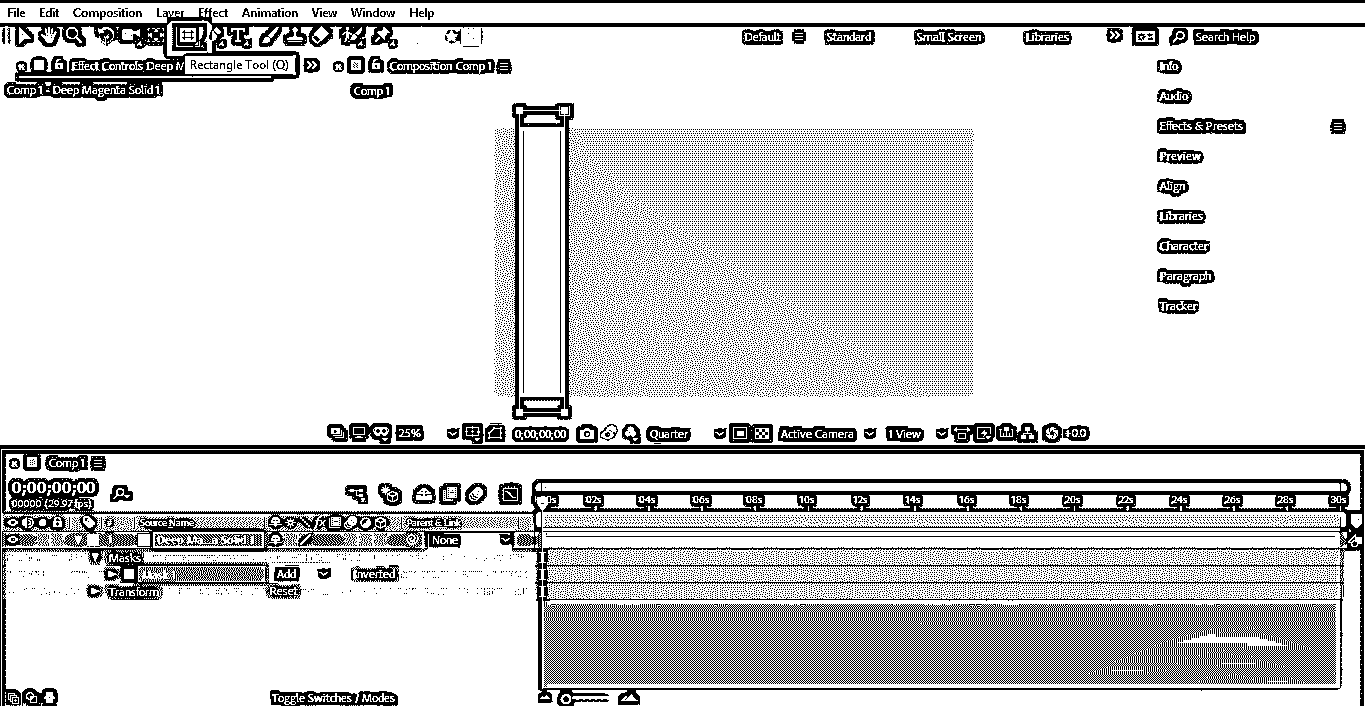 File Edit Composition Layer Effect Animation View Window Help
Default Standard Small Screen Libraries Search Help
Effect Controls Deep M
Rectangle Tool (Q)
Composition Comp 1
Comp 1 - Deep Magenta Solid 1
Comp 1
Info
Audio
Effects & Presets
Preview
Align
Libraries
Character
Paragraph
Tracker
25% 0;00;00;00 Quarter Active Camera 1 View +0.0
Comp 1
0;00;00;00
00000 (29.97 fps)
02s 04s 06s 08s 10s 12s 14s 16s 18s 20s 22s 24s 26s 28s 30s
# Source Name fx Parent & Link
Deep Ma... Solid 1 None
Masks
Add Inverted
Transform Reset
Toggle Switches / Modes